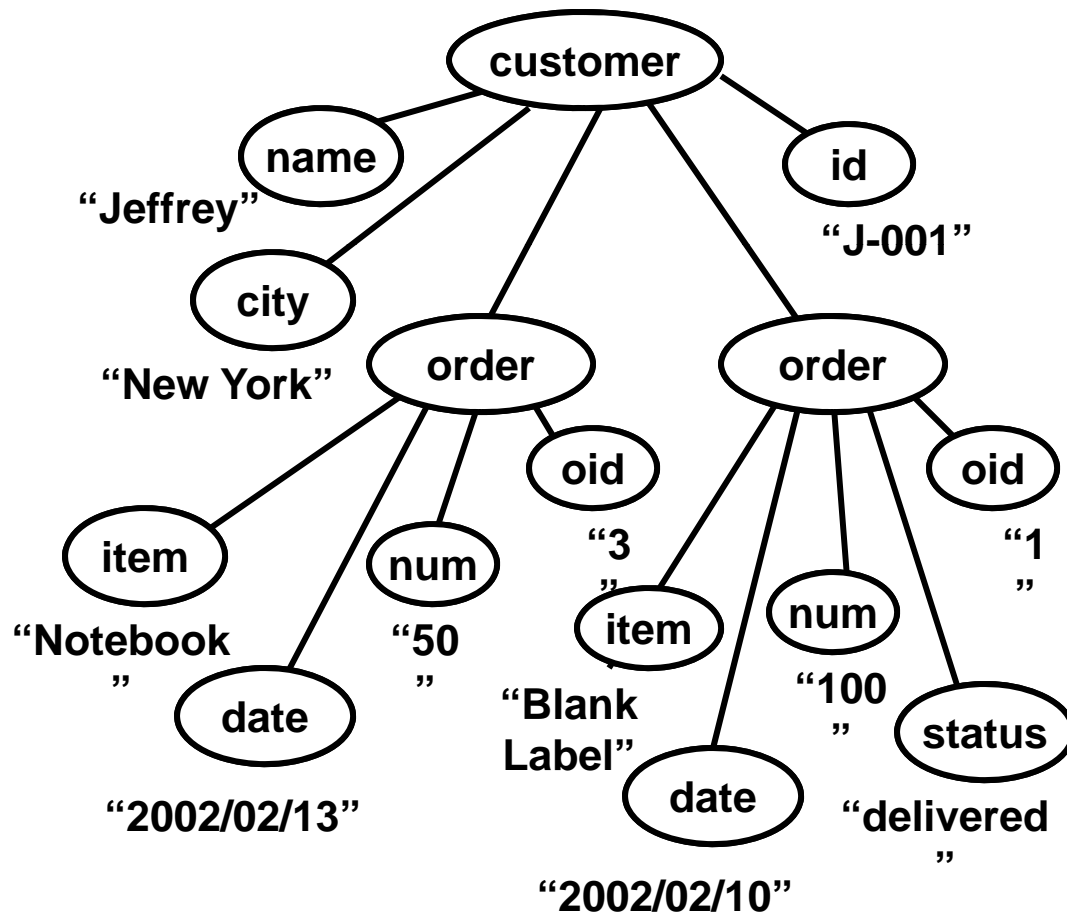 customer
name
id
“Jeffrey”
“J-001”
city
“New York”
order
order
oid
oid
“3
”
“1
”
item
num
item
num
“Notebook
”
“50
”
“Blank
Label”
“100
”
date
status
date
“2002/02/13”
“delivered
”
“2002/02/10”